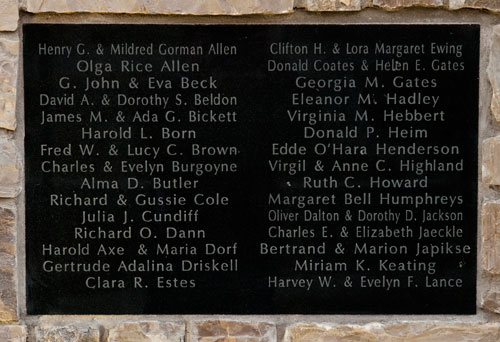 Henry G. & Mildred Gorman Allen
Olga Rice Allen
G. John & Eva Beck
David A. & Dorothy S. Beldon
James M. & Ada G. Bickett
Harold L. Born
Fred W. & Lucy C. Brown
Charles & Evelyn Burgoyne
Alma D. Butler
Richard & Gussie Cole
Julia J. Cundiff
Richard O. Dann
Harold Axe & Maria Dorf
Gertrude Adalina Driskell
Clara R. Estes
Clifton H. & Lora Margaret Ewing
Donald Coates & Helen E. Gates
Georgia M. Gates
Eleanor M. Hadley
Virginia M. Hebbert
Donald P. Heim
Edde O'Hara Henderson
Virgil & Anne C. Highland
Ruth C. Howard
Margaret Bell Humphreys
Oliver Dalton & Dorothy D. Jackson
Charles E. & Elizabeth Jaeckle
Bertrand & Marion Japikse
Miriam K. Keating
Harvey W. & Evelyn F. Lance